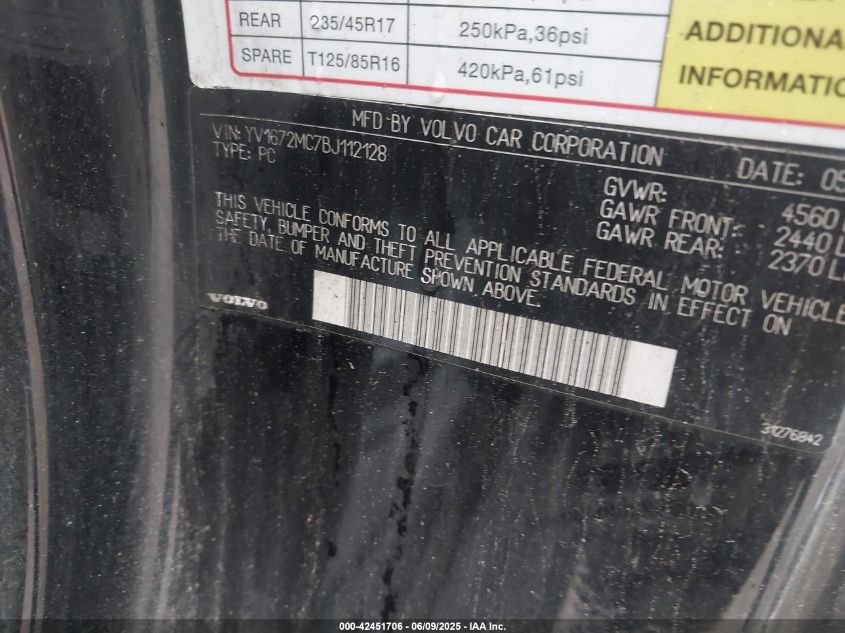 REAR 235/45R17 250kPa,36psi
SPARE T125/85R16 420kPa,61psi
ADDITIONAL
INFORMATION
MFD BY VOLVO CAR CORPORATION
VIN: YV1672MC7BJ112128
TYPE: PC
DATE: 05
GVWR: 4560
GAWR FRONT: 2440 L
GAWR REAR: 2370 L
THIS VEHICLE CONFORMS TO ALL APPLICABLE FEDERAL MOTOR VEHICLE
SAFETY, BUMPER AND THEFT PREVENTION STANDARDS IN EFFECT ON
THE DATE OF MANUFACTURE SHOWN ABOVE.
VOLVO
31276842
000-42451706 - 06/09/2025 - IAA Inc.